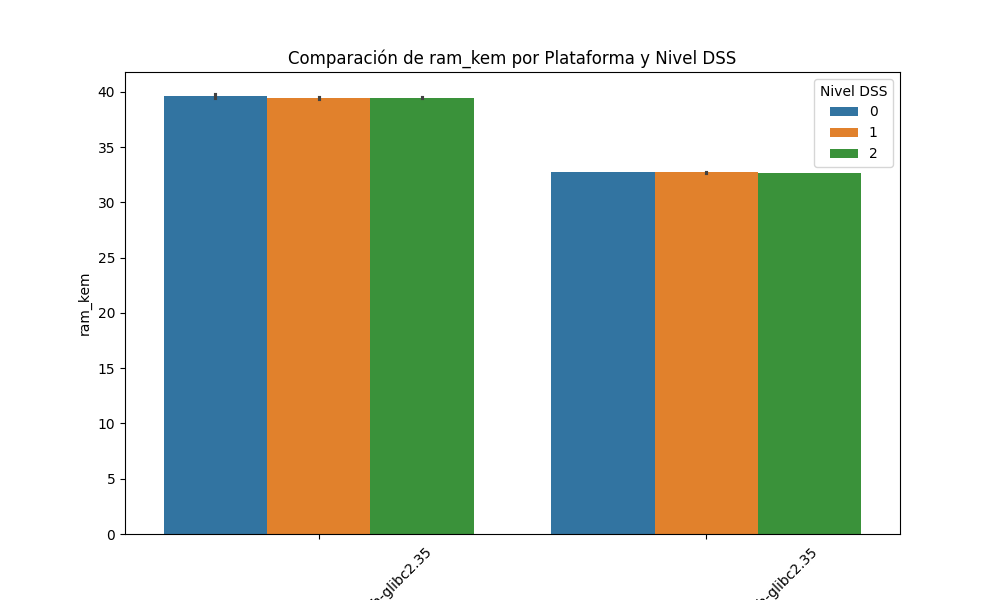 Comparación de ram_kem por Plataforma y Nivel DSS
Nivel DSS
0
1
2
40
35
30
25
20
15
10
5
0
ram_kem
-glibc2.35
-glibc2.35